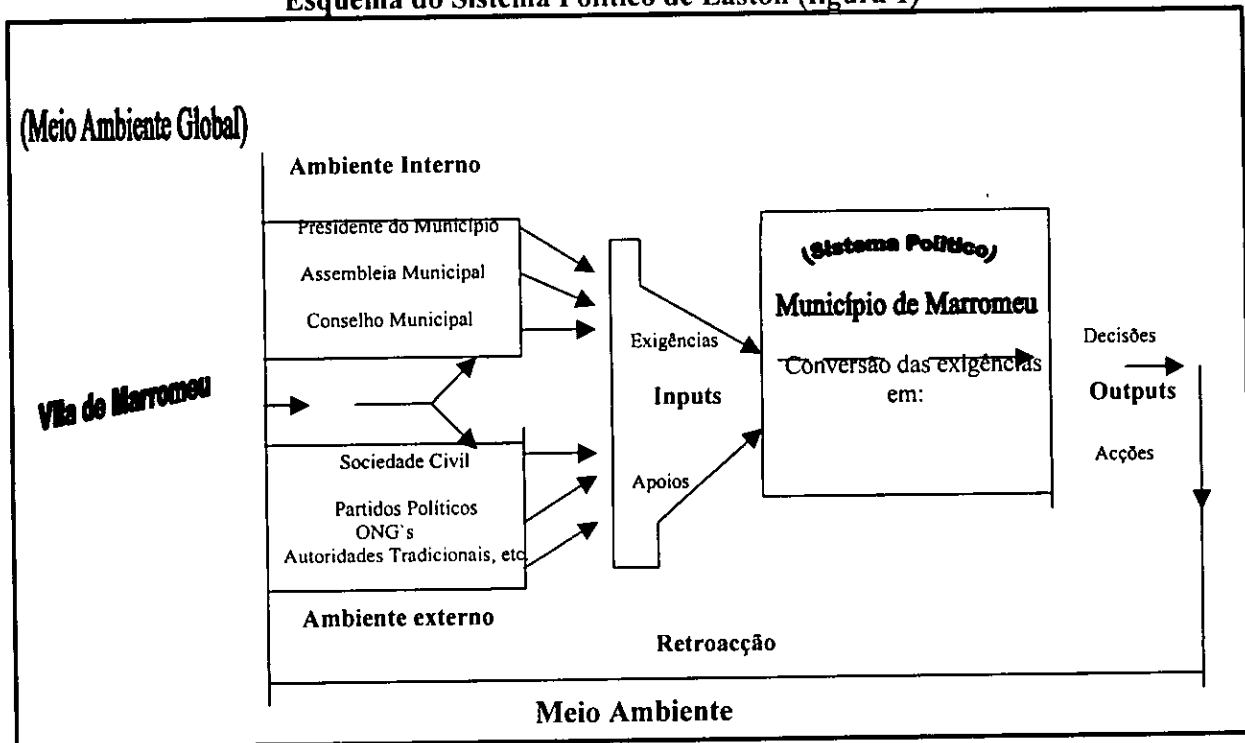 Esquema do Sistema Político de Easton (figura 1)
(Meio Ambiente Global)
Ambiente Interno
Presidente do Município
Assembleia Municipal
Conselho Municipal
Vila de Marromeu
Sociedade Civil
Partidos Políticos
ONG`s
Autoridades Tradicionais, etc.
Ambiente externo
Exigências
Inputs
Apoios
(Sistema Político)
Município de Marromeu
Conversão das exigências
em:
Decisões
Outputs
Acções
Retroacção
Meio Ambiente